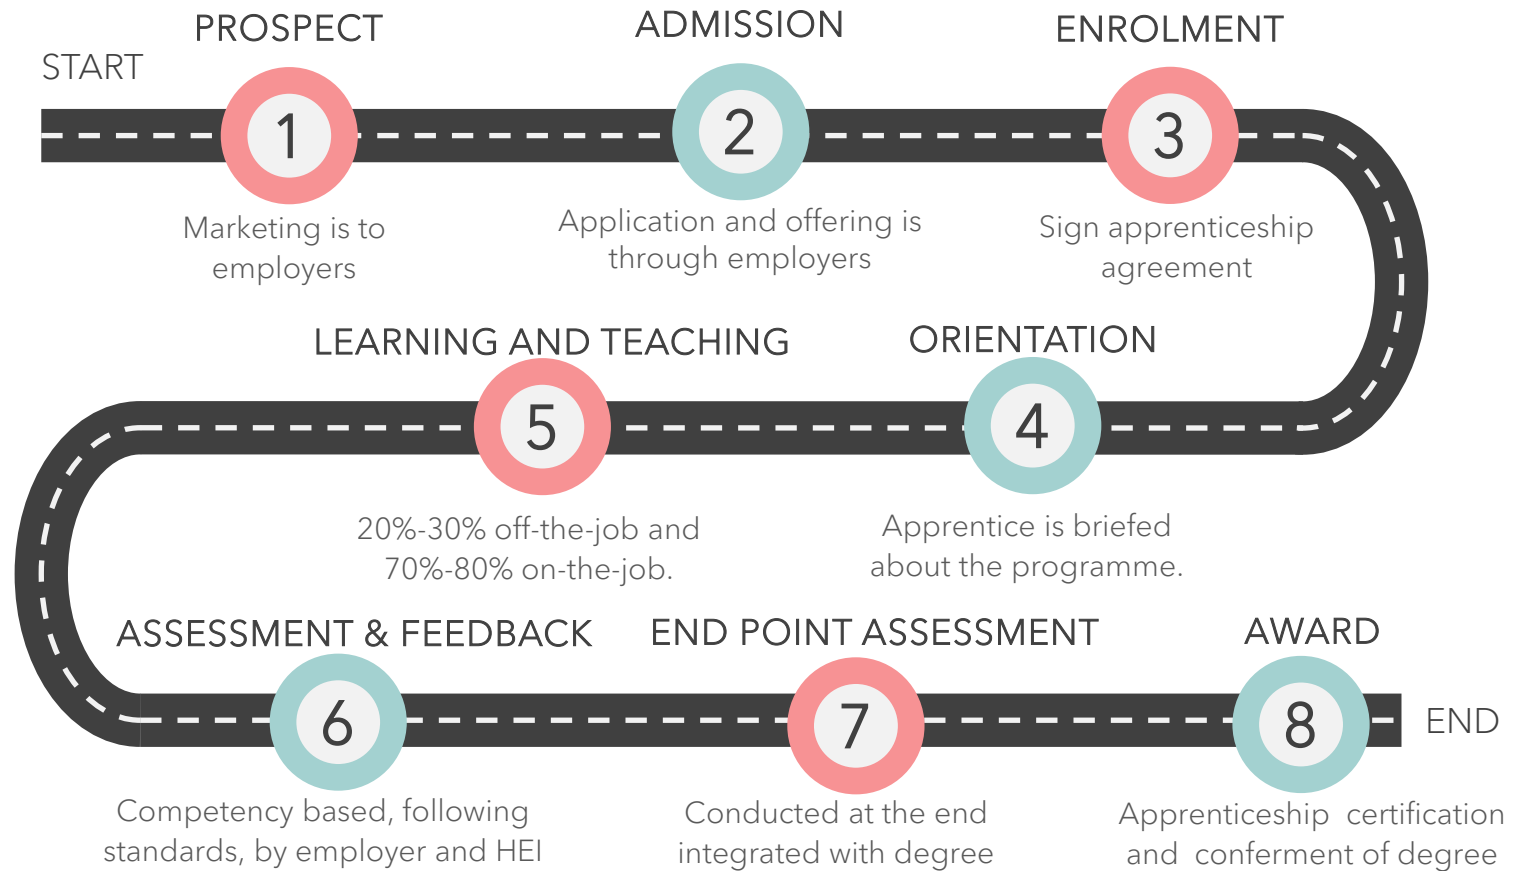 START
PROSPECT
1
Marketing is to
employers
ADMISSION
2
Application and offering is
through employers
ENROLMENT
3
Sign apprenticeship
agreement
ORIENTATION
4
Apprentice is briefed
about the programme.
LEARNING AND TEACHING
5
20%-30% off-the-job and
70%-80% on-the-job.
ASSESSMENT & FEEDBACK
6
Competency based, following
standards, by employer and HEI
END POINT ASSESSMENT
7
Conducted at the end
integrated with degree
AWARD
8
Apprenticeship certification
and conferment of degree
END